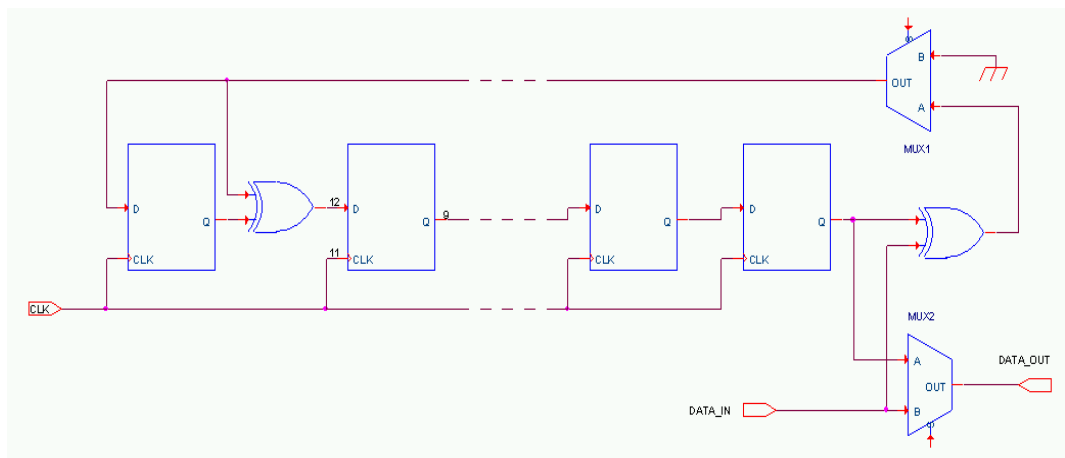 B
OUT
A
MUX1
D
Q
CLK
12
D
11
9
Q
CLK
D
Q
CLK
D
Q
CLK
CLK
MUX2
A
OUT
B
DATA_OUT
DATA_IN